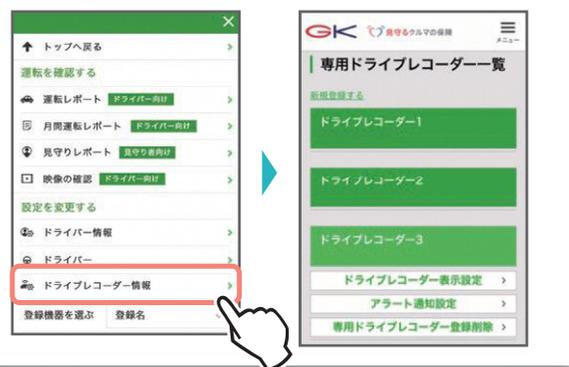 トップへ戻る
運転を確認する
運転レポート ドライバー向け
月間運転レポート ドライバー向け
見守りレポート 見守り者向け
映像の確認 ドライバー向け
設定を変更する
ドライバー情報
ドライバー
ドライブレコーダー情報
登録機器を選ぶ 登録名
GK 見守るクルマの保険
メニュー
専用ドライブレコーダー一覧
新規登録する
ドライブレコーダー1
ドライブレコーダー2
ドライブレコーダー3
ドライブレコーダー表示設定
アラート通知設定
専用ドライブレコーダー登録削除